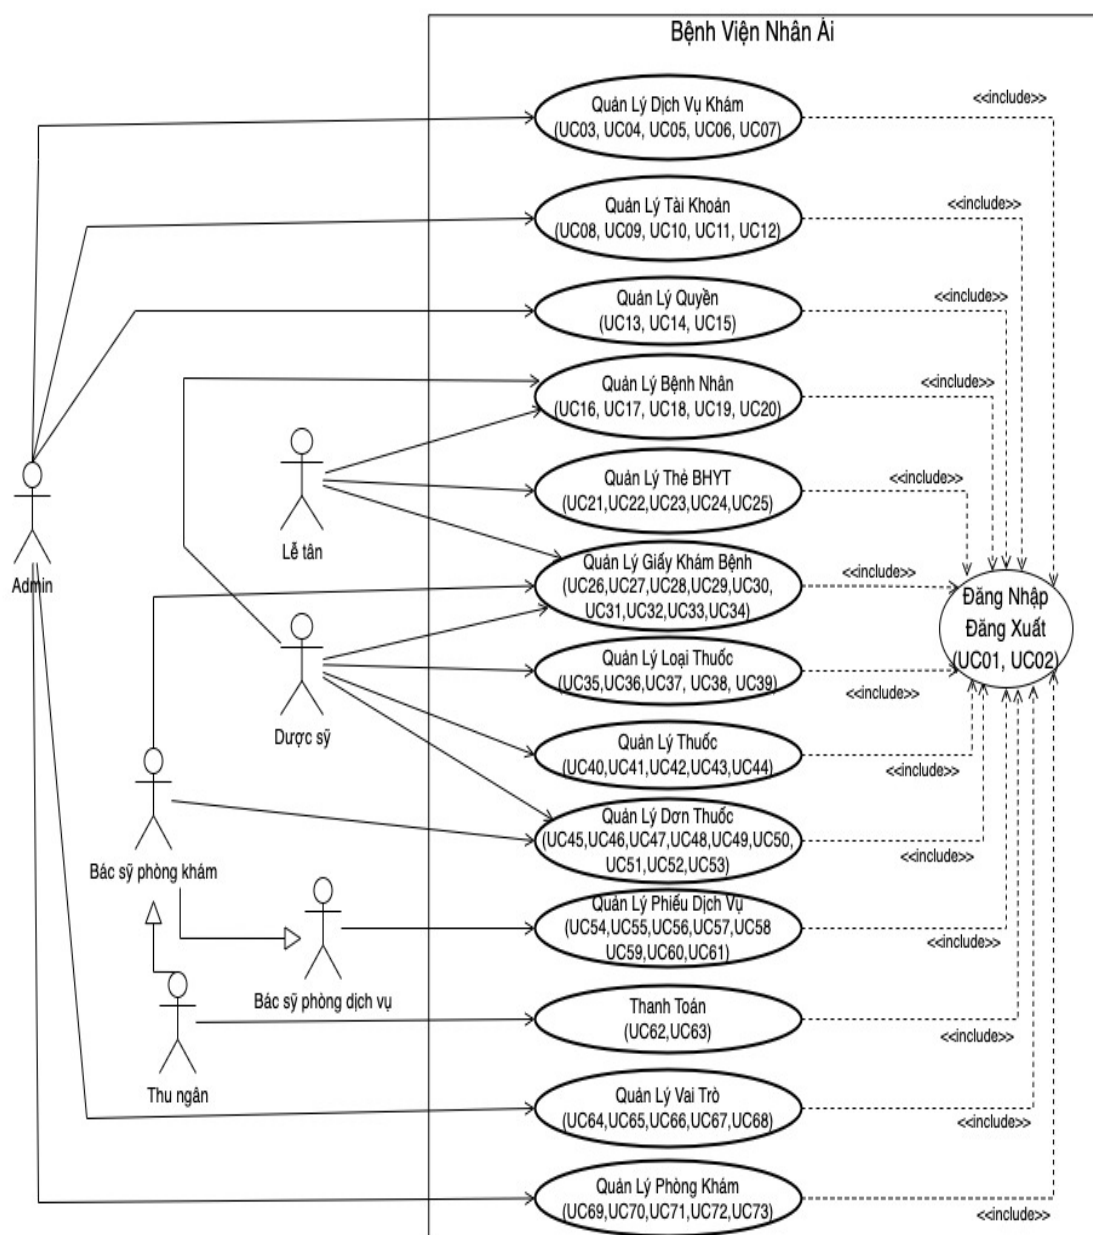 Bệnh Viện Nhân Ái
Quản Lý Dịch Vụ Khám
(UC03, UC04, UC05, UC06, UC07)
<<include>>
Quản Lý Tài Khoản
(UC08, UC09, UC10, UC11, UC12)
<<include>>
Quản Lý Quyền
(UC13, UC14, UC15)
<<include>>
Quản Lý Bệnh Nhân
(UC16, UC17, UC18, UC19, UC20)
<<include>>
Quản Lý Thẻ BHYT
(UC21,UC22,UC23,UC24,UC25)
<<include>>
Lễ tân
Admin
Quản Lý Giấy Khám Bệnh
(UC26,UC27,UC28,UC29,UC30,
UC31,UC32,UC33,UC34)
<<include>>
Đăng Nhập
Đăng Xuất
(UC01, UC02)
Quản Lý Loại Thuốc
(UC35,UC36,UC37, UC38, UC39)
<<include>>
Dược sỹ
Quản Lý Thuốc
(UC40,UC41,UC42,UC43,UC44)
<<include>>
Quản Lý Dơn Thuốc
(UC45,UC46,UC47,UC48,UC49,UC50,
UC51,UC52,UC53)
<<include>>
Bác sỹ phòng khám
Quản Lý Phiếu Dịch Vụ
(UC54,UC55,UC56,UC57,UC58
UC59,UC60,UC61)
<<include>>
Bác sỹ phòng dịch vụ
Thanh Toán
(UC62,UC63)
<<include>>
Thu ngân
Quản Lý Vai Trò
(UC64,UC65,UC66,UC67,UC68)
<<include>>
Quản Lý Phòng Khám
(UC69,UC70,UC71,UC72,UC73)
<<include>>